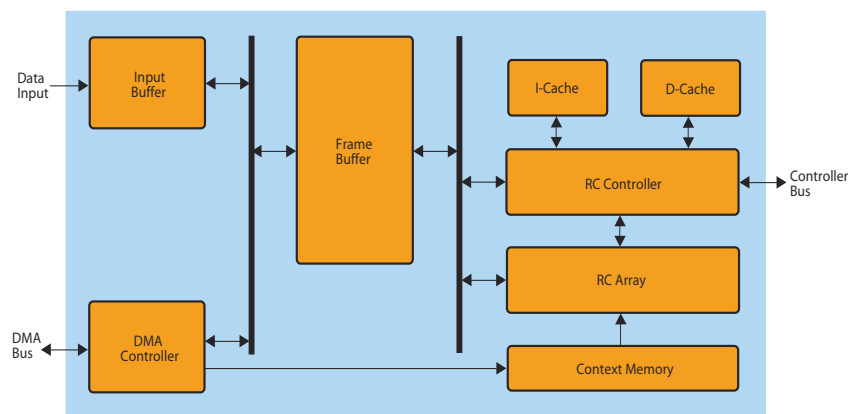 Data
Input
Input
Buffer
Frame
Buffer
I-Cache
D-Cache
RC Controller
Controller
Bus
RC Array
DMA
Bus
DMA
Controller
Context Memory